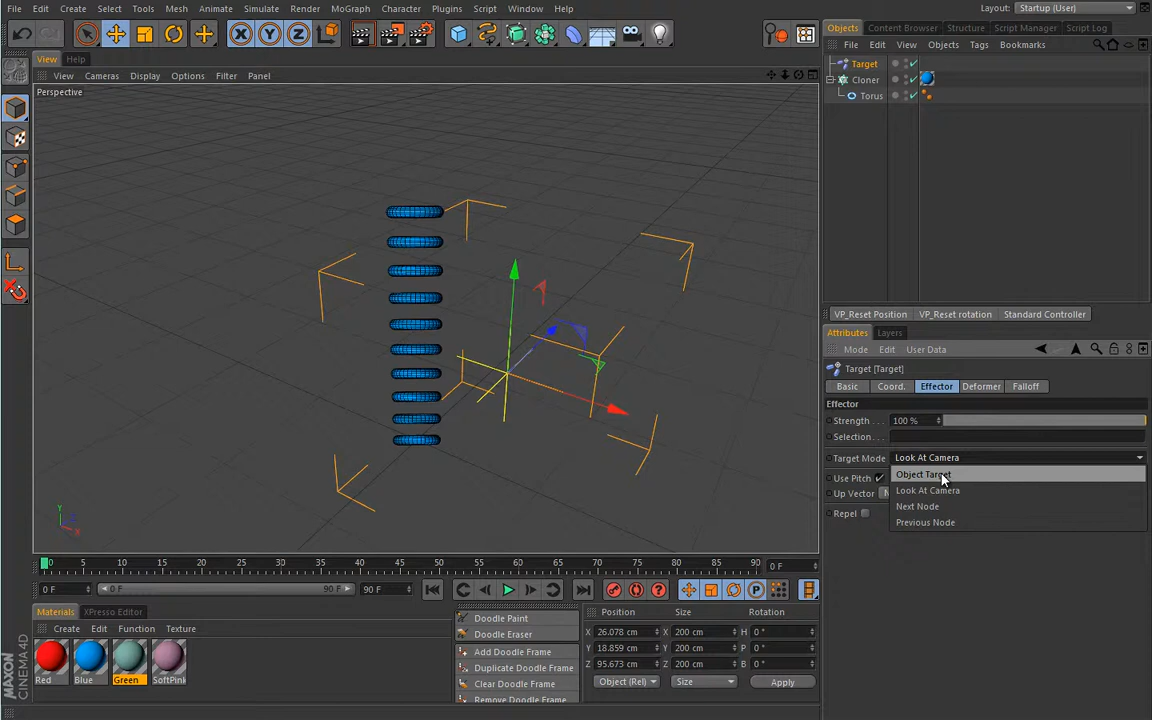 File Edit Create Select Tools Mesh Animate Simulate Render MoGraph Character Plugins Script Window Help Layout: Startup (User)
X Y Z
Objects Content Browser Structure Script Manager Script Log
File Edit View Objects Tags Bookmarks
View Help
View Cameras Display Options Filter Panel
Perspective
Target
Cloner
Torus
VP_Reset Position VP_Reset rotation Standard Controller
Attributes Layers
Mode Edit User Data
Target [Target]
Basic Coord. Effector Deformer Falloff
Effector
Strength . . . 100 %
Selection. . . .
Target Mode Look At Camera
Object Target
Look At Camera
Next Node
Previous Node
Use Pitch
Up Vector N
Repel
Y
X
0 5 10 15 20 25 30 35 40 45 50 55 60 65 70 75 80 85 90 0 F
0 F 0 F 90 F 90 F
P
Materials XPresso Editor
Create Edit Function Texture
Red Blue Green SoftPink
Doodle Paint
Doodle Eraser
Add Doodle Frame
Duplicate Doodle Frame
Clear Doodle Frame
Remove Doodle Frame
Position Size Rotation
X 26.078 cm X 200 cm H 0 °
Y 18.859 cm Y 200 cm P 0 °
Z 95.673 cm Z 200 cm B 0 °
Object (Rel) Size Apply
MAXON CINEMA 4D